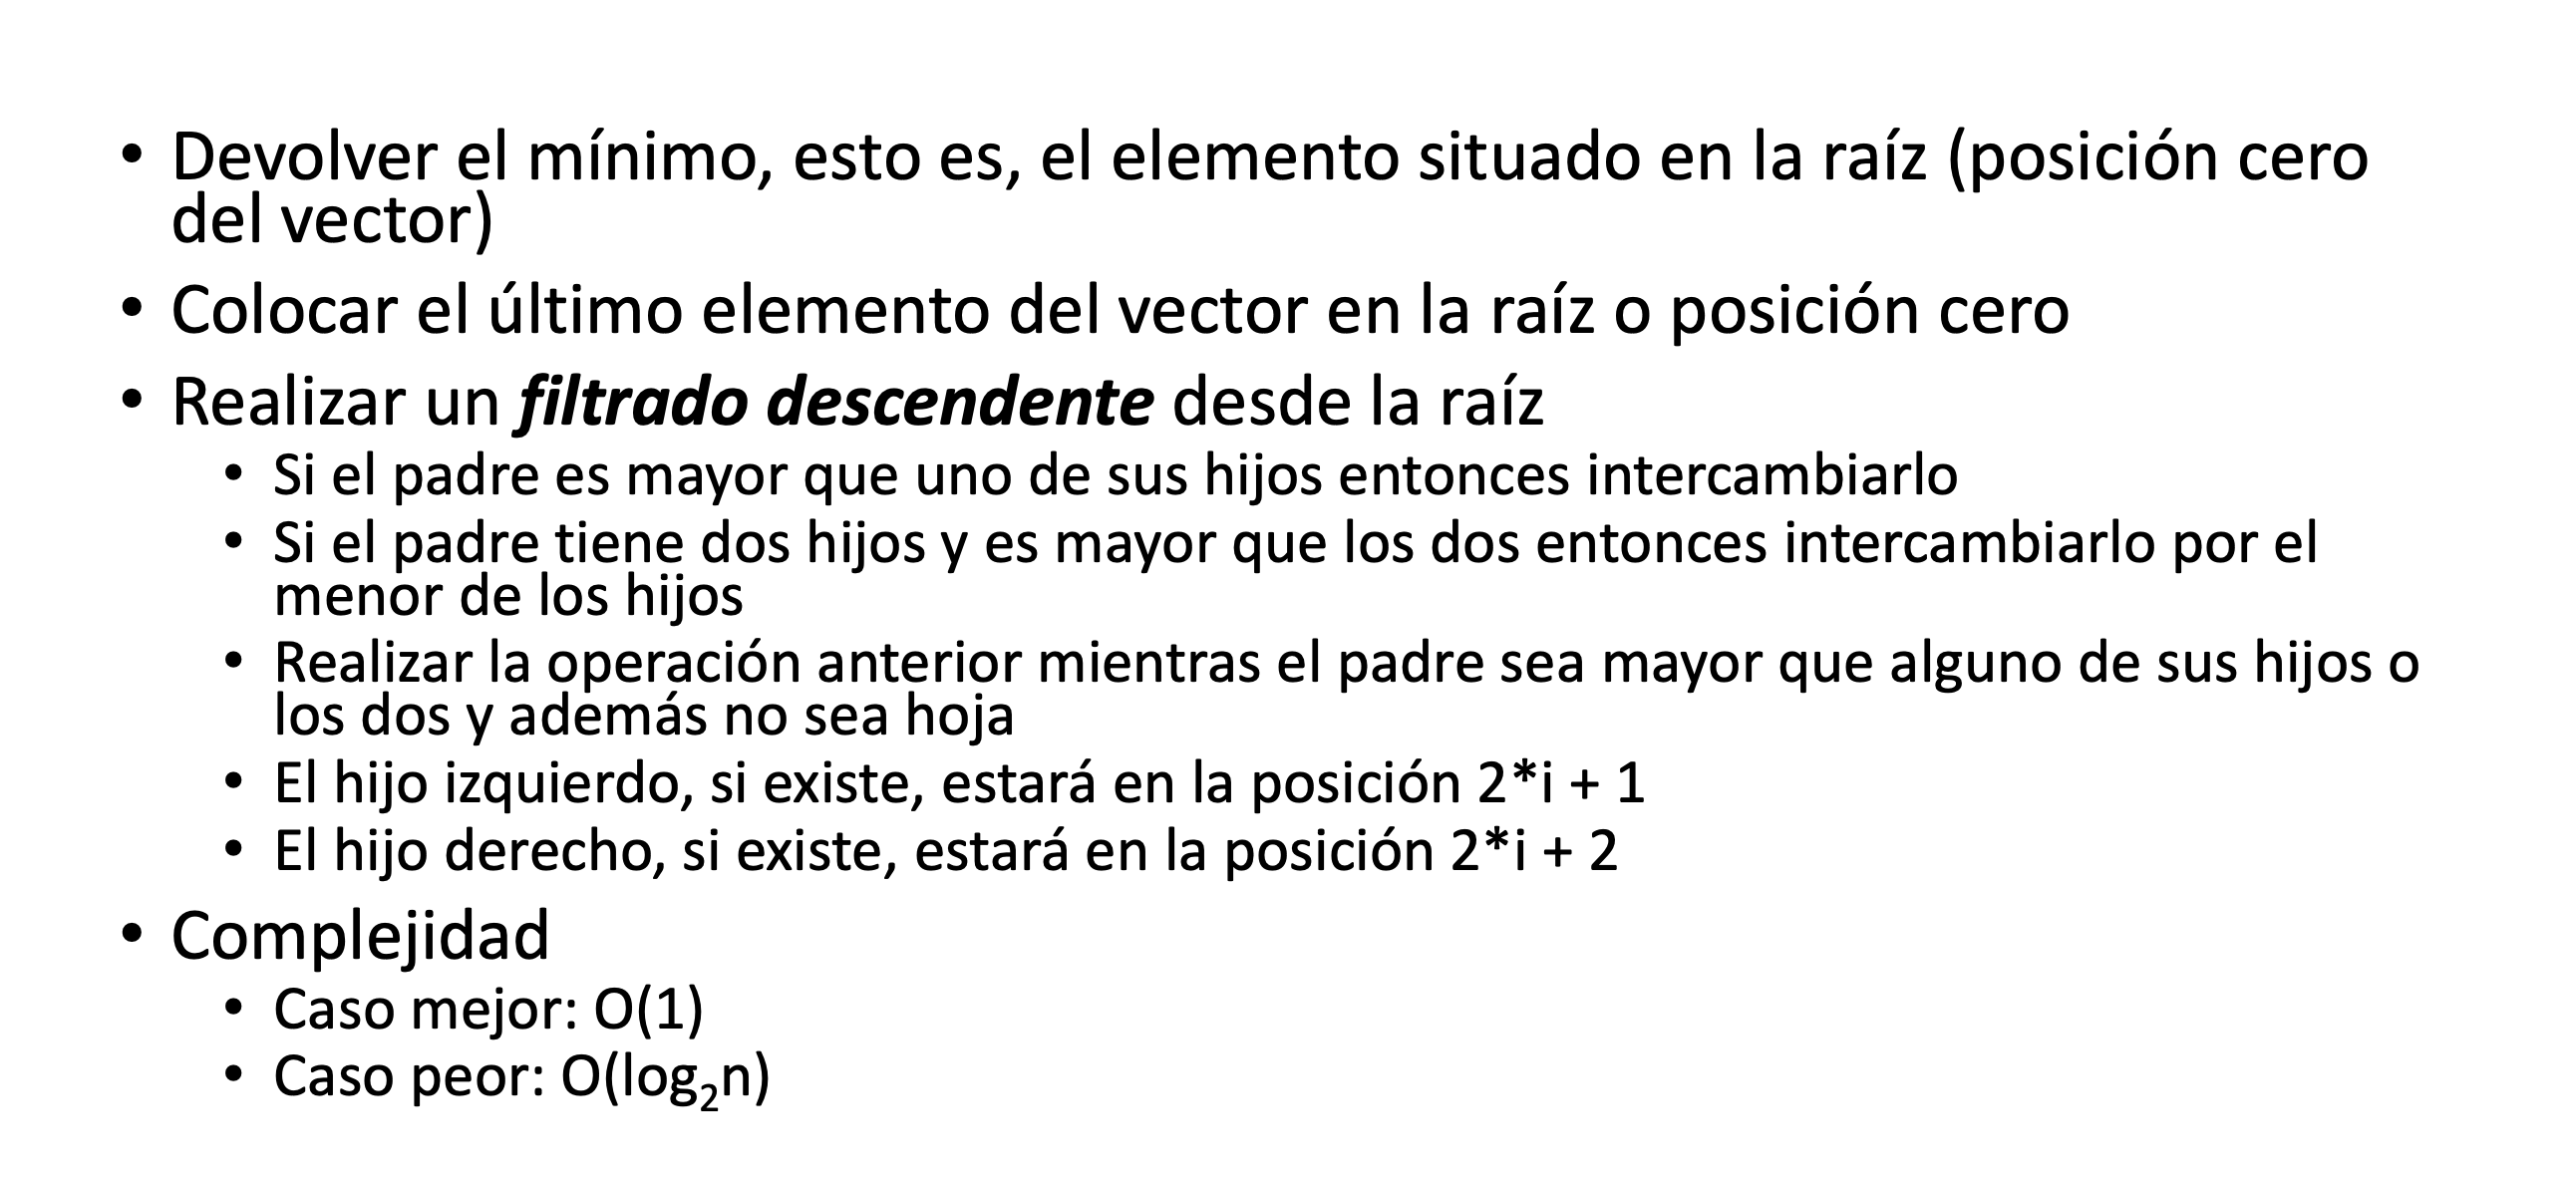 • Devolver el mínimo, esto es, el elemento situado en la raíz (posición cero
del vector)
• Colocar el último elemento del vector en la raíz o posición cero
• Realizar un filtrado descendente desde la raíz
• Si el padre es mayor que uno de sus hijos entonces intercambiarlo
• Si el padre tiene dos hijos y es mayor que los dos entonces intercambiarlo por el
menor de los hijos
• Realizar la operación anterior mientras el padre sea mayor que alguno de sus hijos o
los dos y además no sea hoja
• El hijo izquierdo, si existe, estará en la posición 2*i + 1
• El hijo derecho, si existe, estará en la posición 2*i + 2
• Complejidad
• Caso mejor: O(1)
• Caso peor: O(log₂n)